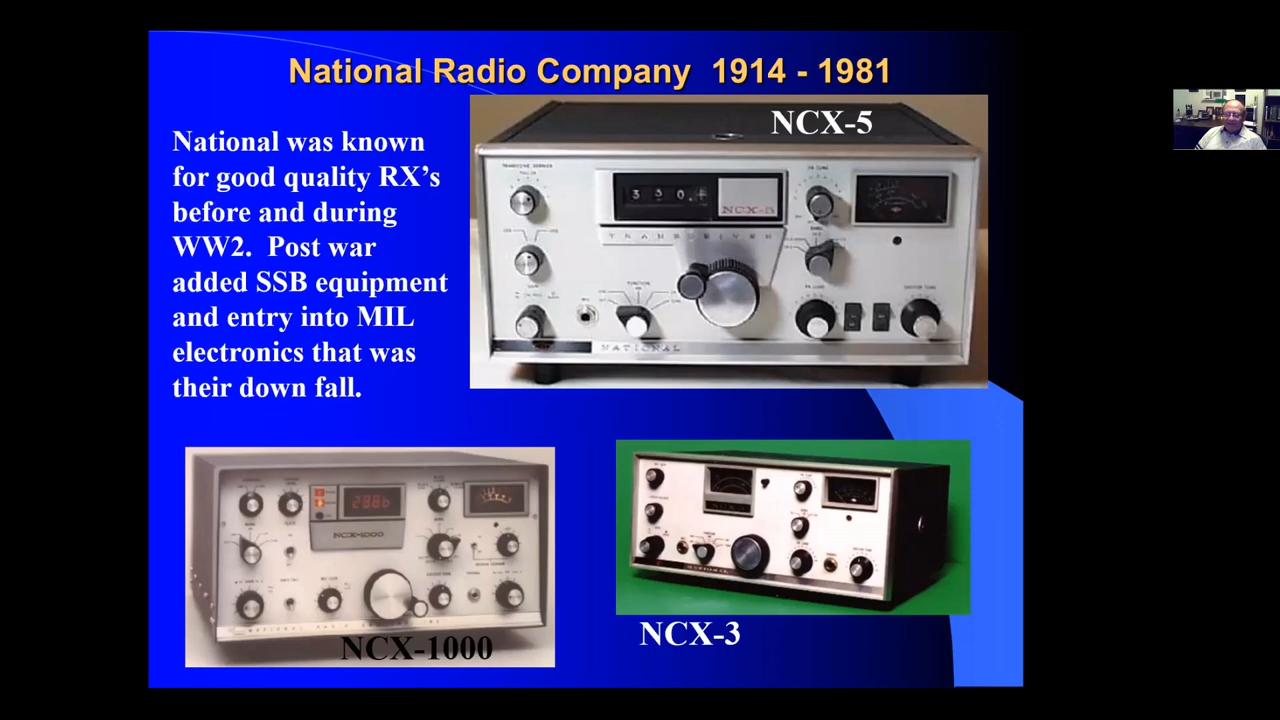 National Radio Company 1914 - 1981
National was known
for good quality RX’s
before and during
WW2. Post war
added SSB equipment
and entry into MIL
electronics that was
their down fall.
NCX-5
NCX-5
TRANSCEIVER
FUNCTION
NATIONAL
NCX-1000
NCX-1000
NCX-3
NATIONAL